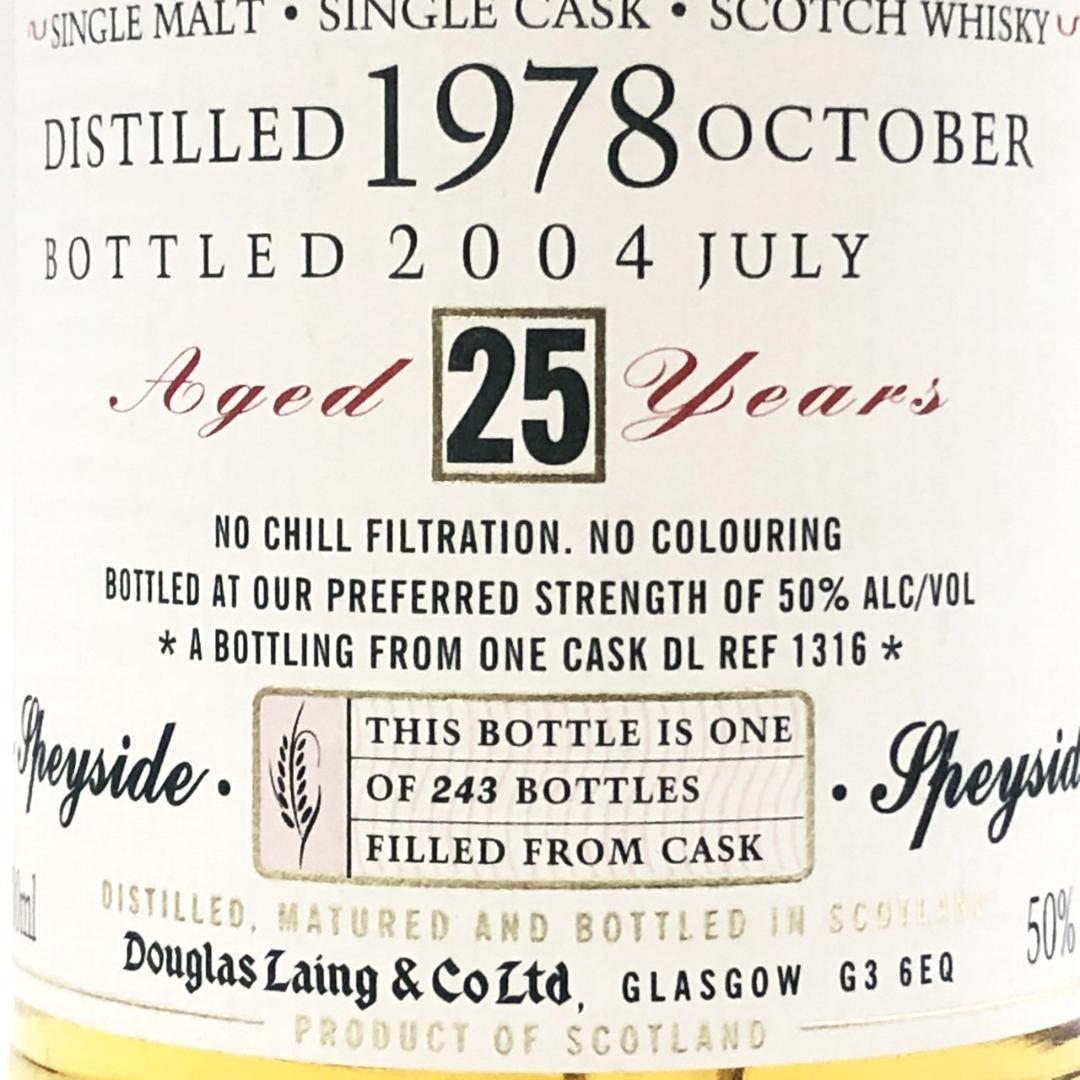 SINGLE MALT • SINGLE CASK • SCOTCH WHISKY
DISTILLED 1978 OCTOBER
BOTTLED 2004 JULY
Aged 25 Years
NO CHILL FILTRATION. NO COLOURING
BOTTLED AT OUR PREFERRED STRENGTH OF 50% ALC/VOL
* A BOTTLING FROM ONE CASK DL REF 1316 *
Speyside •
THIS BOTTLE IS ONE
OF 243 BOTTLES
FILLED FROM CASK
• Speysid
DISTILLED, MATURED AND BOTTLED IN SCOTLAND
Douglas Laing & Co Ltd, GLASGOW G3 6EQ
50%
PRODUCT OF SCOTLAND